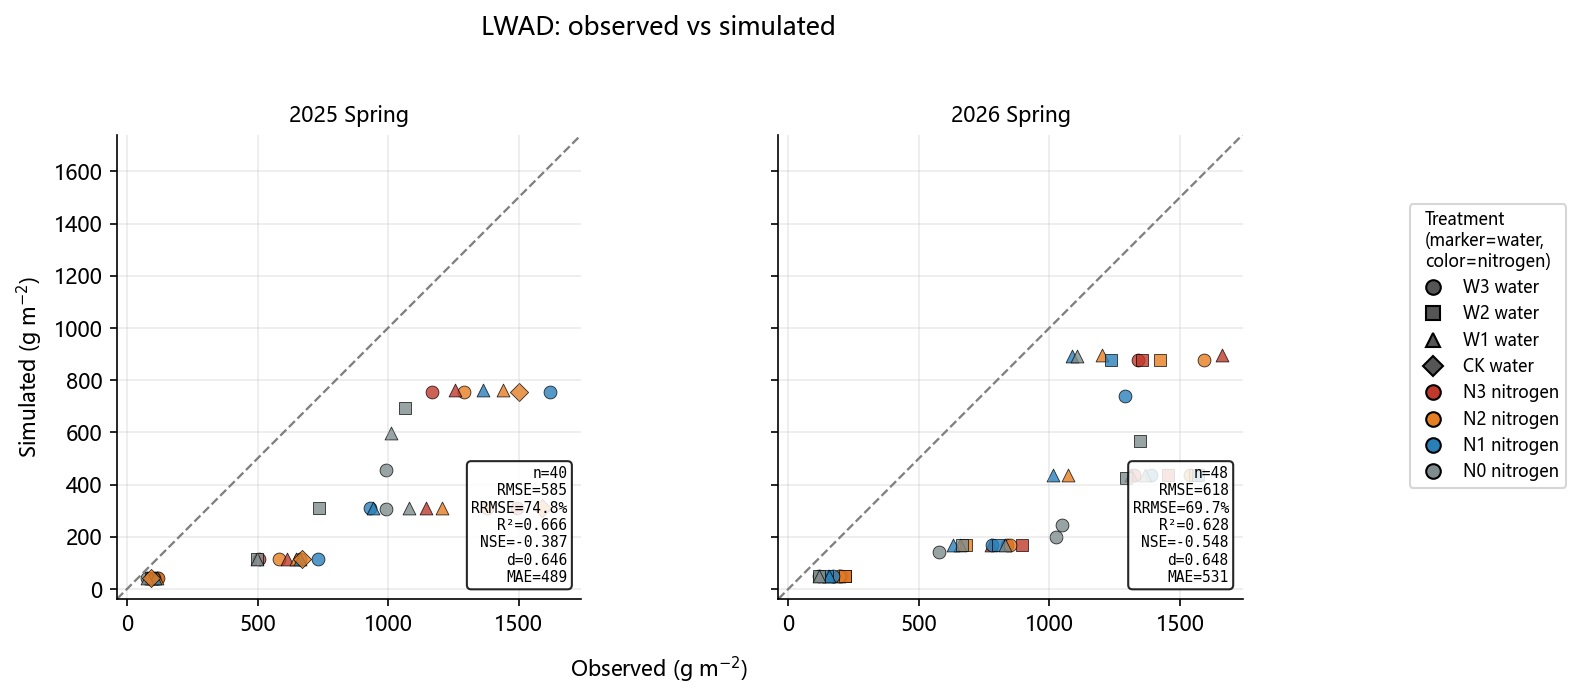 LWAD: observed vs simulated
2025 Spring
2026 Spring
1600
1400
1200
1000
800
600
400
200
0
Simulated (g m⁻²)
n=40
RMSE=585
RRMSE=74.8%
R²=0.666
NSE=-0.387
d=0.646
MAE=489
0 500 1000 1500
n=48
RMSE=618
RRMSE=69.7%
R²=0.628
NSE=-0.548
d=0.648
MAE=531
0 500 1000 1500
Observed (g m⁻²)
Treatment
(marker=water,
color=nitrogen)
W3 water
W2 water
W1 water
CK water
N3 nitrogen
N2 nitrogen
N1 nitrogen
N0 nitrogen